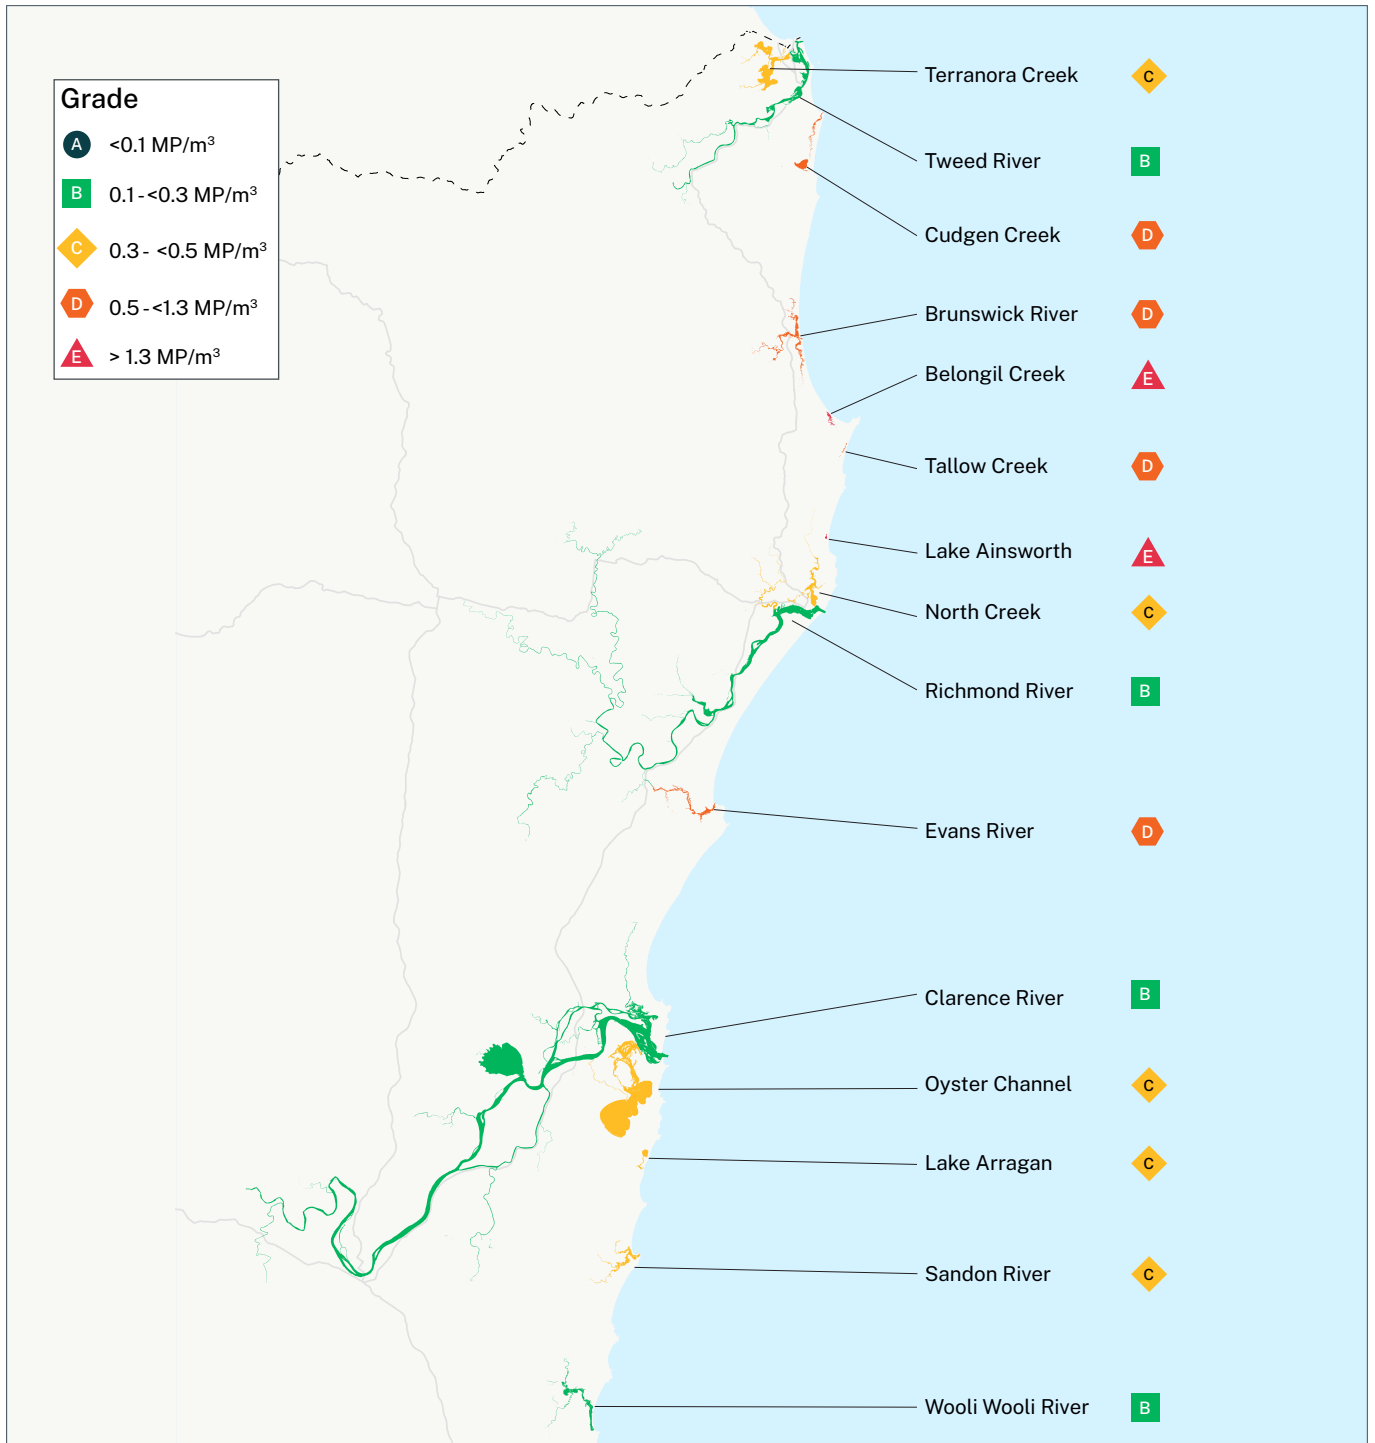 Grade
A <0.1 MP/m³
B 0.1 - <0.3 MP/m³
C 0.3 - <0.5 MP/m³
D 0.5 - <1.3 MP/m³
E > 1.3 MP/m³
Terranora Creek C
Tweed River B
Cudgen Creek D
Brunswick River D
Belongil Creek E
Tallow Creek D
Lake Ainsworth E
North Creek C
Richmond River B
Evans River D
Clarence River B
Oyster Channel C
Lake Arragan C
Sandon River C
Wooli Wooli River B